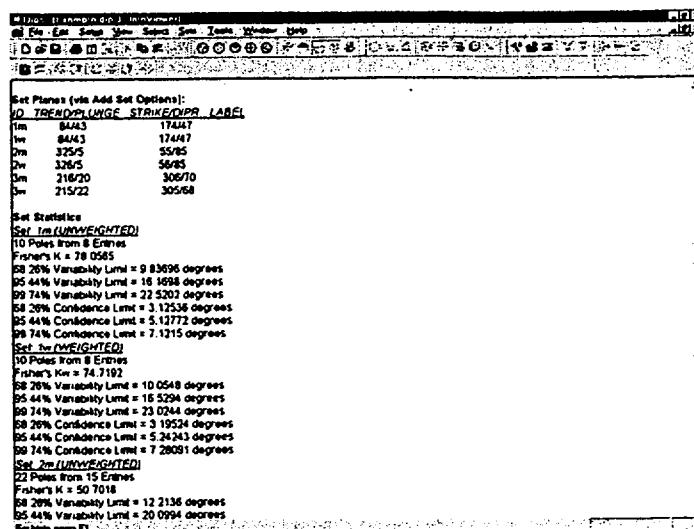 File Edit Setup View Select Sets Tools Window Help
Set Planes (via Add Set Options):
ID TREND/PLUNGE STRIKE/DIPR LABEL
1m 84/43 174/47
1w 84/43 174/47
2m 325/5 55/85
2w 326/5 56/85
3m 216/20 306/70
3w 215/22 305/68
Set Statistics
Set 1m (UNWEIGHTED)
10 Poles from 8 Entries
Fisher's K = 78.0585
68.26% Variability Limit = 9.83696 degrees
95.44% Variability Limit = 16.1698 degrees
99.74% Variability Limit = 22.5202 degrees
68.26% Confidence Limit = 3.12536 degrees
95.44% Confidence Limit = 5.12772 degrees
99.74% Confidence Limit = 7.1215 degrees
Set 1w (WEIGHTED)
10 Poles from 8 Entries
Fisher's Kw = 74.7192
68.26% Variability Limit = 10.0548 degrees
95.44% Variability Limit = 16.5294 degrees
99.74% Variability Limit = 23.0244 degrees
68.26% Confidence Limit = 3.19524 degrees
95.44% Confidence Limit = 5.24243 degrees
99.74% Confidence Limit = 7.28091 degrees
Set 2m (UNWEIGHTED)
22 Poles from 15 Entries
Fisher's K = 50.7018
68.26% Variability Limit = 12.2136 degrees
95.44% Variability Limit = 20.0994 degrees